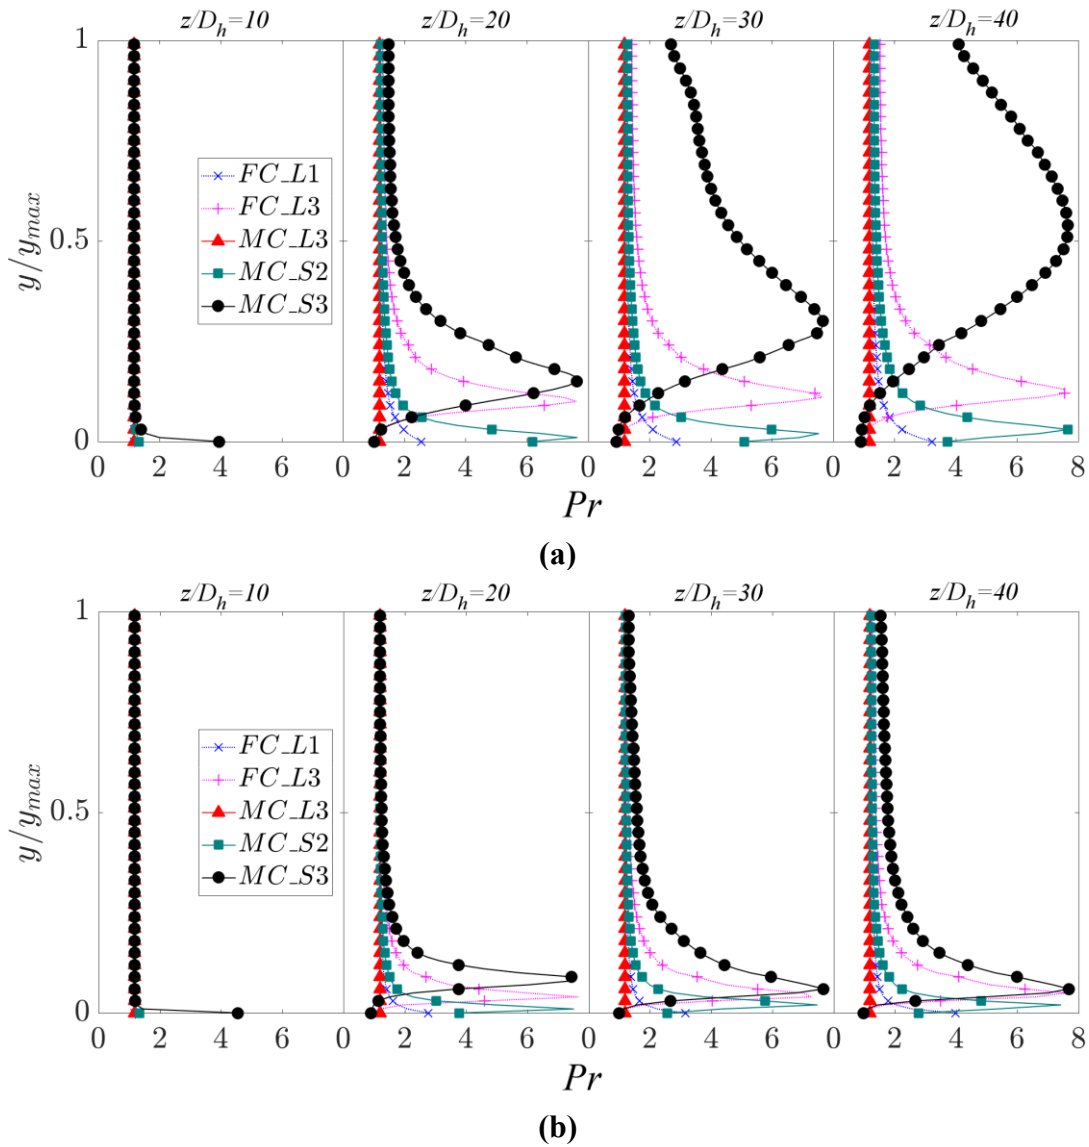 z/D_h=10 z/D_h=20 z/D_h=30 z/D_h=40
1
0.5
0
y/y_max
FC_L1
FC_L3
MC_L3
MC_S2
MC_S3
0 2 4 6 0 2 4 6 0 2 4 6 0 2 4 6 8
Pr
(a)
z/D_h=10 z/D_h=20 z/D_h=30 z/D_h=40
1
0.5
0
y/y_max
FC_L1
FC_L3
MC_L3
MC_S2
MC_S3
0 2 4 6 0 2 4 6 0 2 4 6 0 2 4 6 8
Pr
(b)